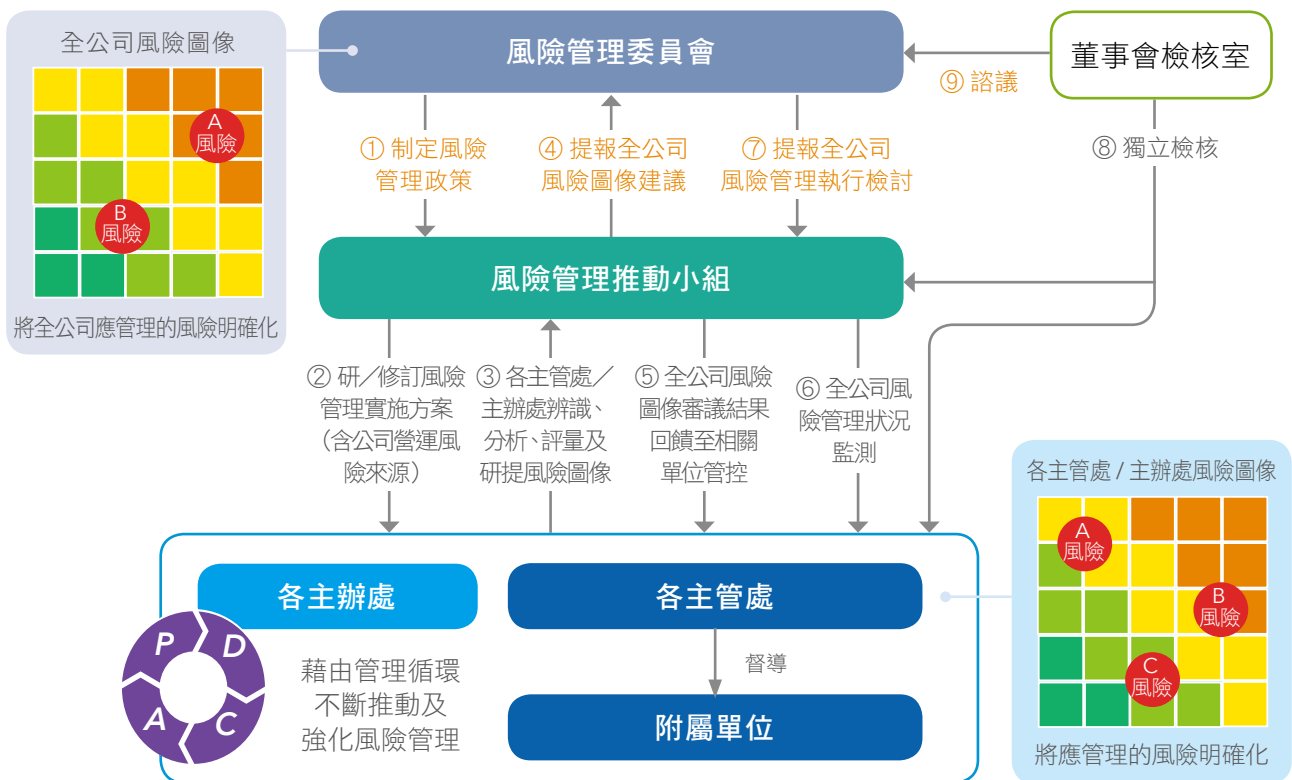 全公司風險圖像
A
風險
B
風險
將全公司應管理的風險明確化
風險管理委員會
董事會檢核室
⑨ 諮議
① 制定風險
管理政策
④ 提報全公司
風險圖像建議
⑦ 提報全公司
風險管理執行檢討
⑧ 獨立檢核
風險管理推動小組
② 研／修訂風險
管理實施方案
（含公司營運風
險來源）
③ 各主管處／
主辦處辨識、
分析、評量及
研提風險圖像
⑤ 全公司風險
圖像審議結果
回饋至相關
單位管控
⑥ 全公司風
險管理狀況
監測
各主管處 / 主辦處風險圖像
A
風險
B
風險
C
風險
將應管理的風險明確化
各主辦處
P
D
A
C
藉由管理循環
不斷推動及
強化風險管理
各主管處
督導
附屬單位